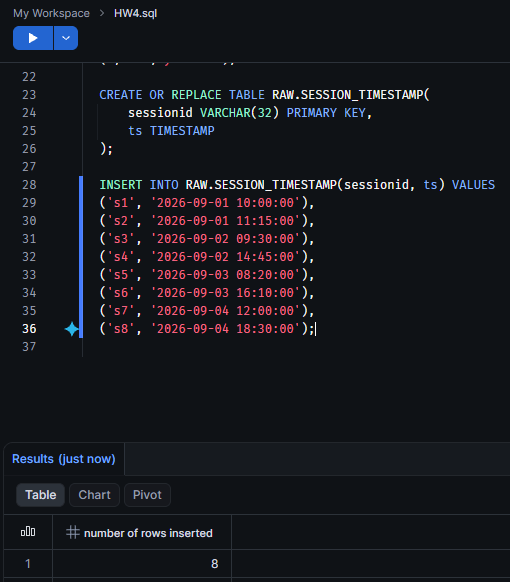 My Workspace > HW4.sql
22
23 CREATE OR REPLACE TABLE RAW.SESSION_TIMESTAMP(
24 sessionid VARCHAR(32) PRIMARY KEY,
25 ts TIMESTAMP
26 );
27
28 INSERT INTO RAW.SESSION_TIMESTAMP(sessionid, ts) VALUES
29 ('s1', '2026-09-01 10:00:00'),
30 ('s2', '2026-09-01 11:15:00'),
31 ('s3', '2026-09-02 09:30:00'),
32 ('s4', '2026-09-02 14:45:00'),
33 ('s5', '2026-09-03 08:20:00'),
34 ('s6', '2026-09-03 16:10:00'),
35 ('s7', '2026-09-04 12:00:00'),
36 ('s8', '2026-09-04 18:30:00');
37
Results (just now)
Table Chart Pivot
# number of rows inserted
1 8